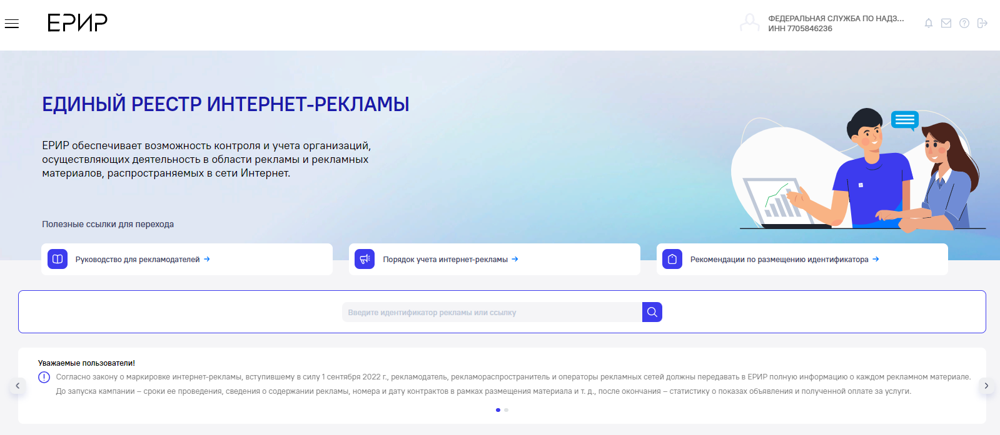 ЕРИР
ФЕДЕРАЛЬНАЯ СЛУЖБА ПО НАДЗ...
ИНН 7705846236
ЕДИНЫЙ РЕЕСТР ИНТЕРНЕТ-РЕКЛАМЫ
ЕРИР обеспечивает возможность контроля и учета организаций,
осуществляющих деятельность в области рекламы и рекламных
материалов, распространяемых в сети Интернет.
Полезные ссылки для перехода
Руководство для рекламодателей →
Порядок учета интернет-рекламы →
Рекомендации по размещению идентификатора →
Введите идентификатор рекламы или ссылку
Уважаемые пользователи!
Согласно закону о маркировке интернет-рекламы, вступившему в силу 1 сентября 2022 г., рекламодатель, рекламораспространитель и операторы рекламных сетей должны передавать в ЕРИР полную информацию о каждом рекламном материале.
До запуска кампании – сроки ее проведения, сведения о содержании рекламы, номера и дату контрактов в рамках размещения материала и т. д., после окончания – статистику о показах объявления и полученной оплате за услуги.